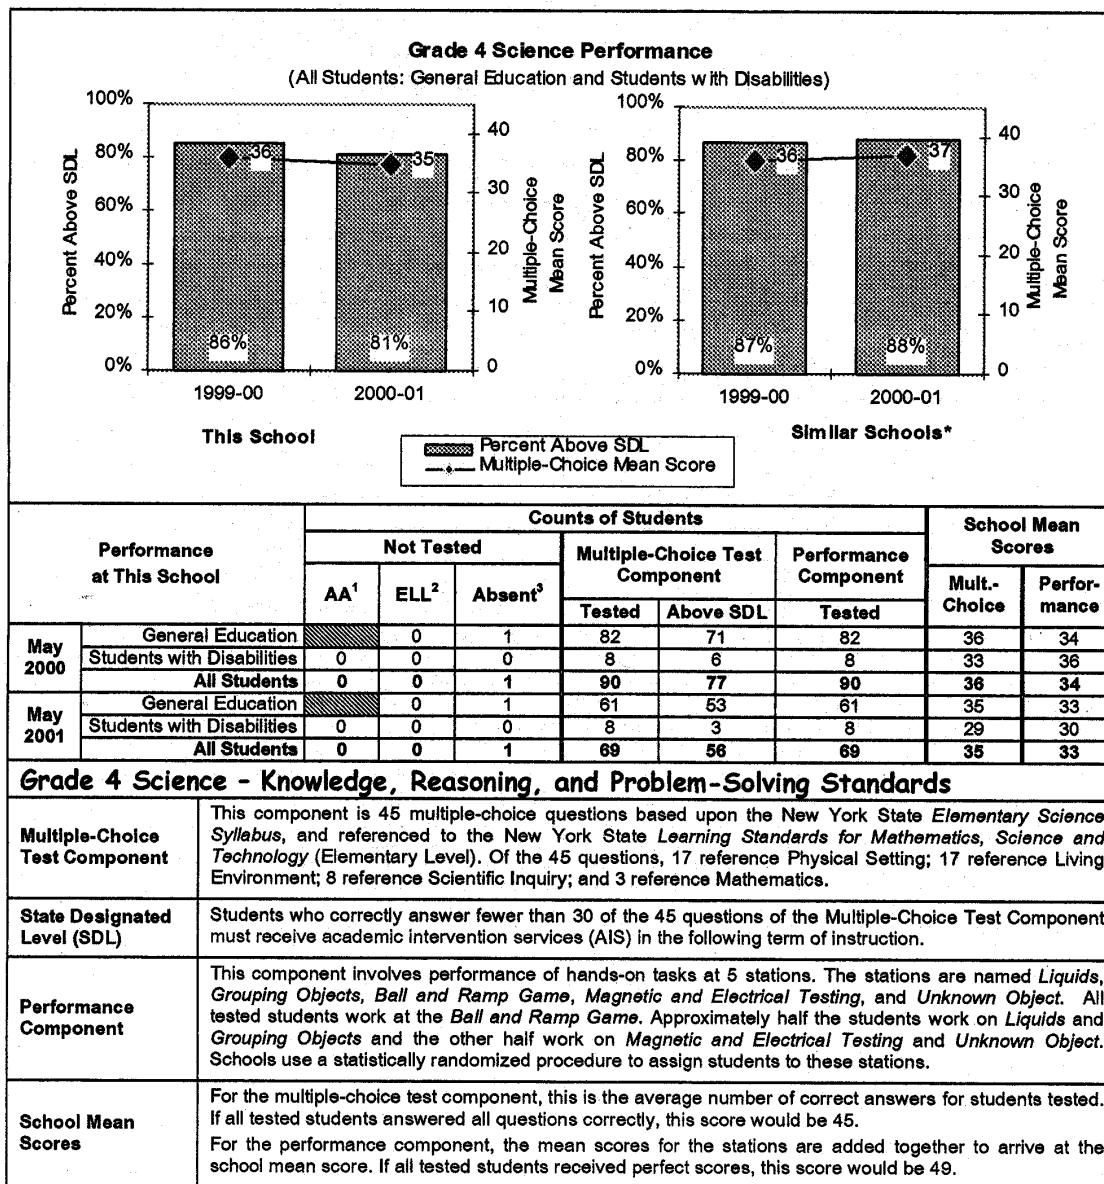 Grade 4 Science Performance
(All Students: General Education and Students with Disabilities)
100%
80%
60%
40%
20%
0%
Percent Above SDL
36
35
86%
81%
40
30
20
10
0
Multiple-Choice
Mean Score
1999-00
2000-01
This School
100%
80%
60%
40%
20%
0%
Percent Above SDL
36
37
87%
88%
40
30
20
10
0
Multiple-Choice
Mean Score
1999-00
2000-01
Similar Schools*
Percent Above SDL
Multiple-Choice Mean Score
Performance
at This School
Counts of Students
School Mean
Scores
Not Tested
Multiple-Choice Test
Component
Performance
Component
AA¹ ELL² Absent³
Tested Above SDL Tested
Mult.-
Choice
Perfor-
mance
May
2000
General Education 0 1 82 71 82 36 34
Students with Disabilities 0 0 0 8 6 8 33 36
All Students 0 0 1 90 77 90 36 34
May
2001
General Education 0 1 61 53 61 35 33
Students with Disabilities 0 0 0 8 3 8 29 30
All Students 0 0 1 69 56 69 35 33
Grade 4 Science - Knowledge, Reasoning, and Problem-Solving Standards
Multiple-Choice
Test Component
This component is 45 multiple-choice questions based upon the New York State Elementary Science
Syllabus, and referenced to the New York State Learning Standards for Mathematics, Science and
Technology (Elementary Level). Of the 45 questions, 17 reference Physical Setting; 17 reference Living
Environment; 8 reference Scientific Inquiry; and 3 reference Mathematics.
State Designated
Level (SDL)
Students who correctly answer fewer than 30 of the 45 questions of the Multiple-Choice Test Component
must receive academic intervention services (AIS) in the following term of instruction.
Performance
Component
This component involves performance of hands-on tasks at 5 stations. The stations are named Liquids,
Grouping Objects, Ball and Ramp Game, Magnetic and Electrical Testing, and Unknown Object. All
tested students work at the Ball and Ramp Game. Approximately half the students work on Liquids and
Grouping Objects and the other half work on Magnetic and Electrical Testing and Unknown Object.
Schools use a statistically randomized procedure to assign students to these stations.
School Mean
Scores
For the multiple-choice test component, this is the average number of correct answers for students tested.
If all tested students answered all questions correctly, this score would be 45.
For the performance component, the mean scores for the stations are added together to arrive at the
school mean score. If all tested students received perfect scores, this score would be 49.